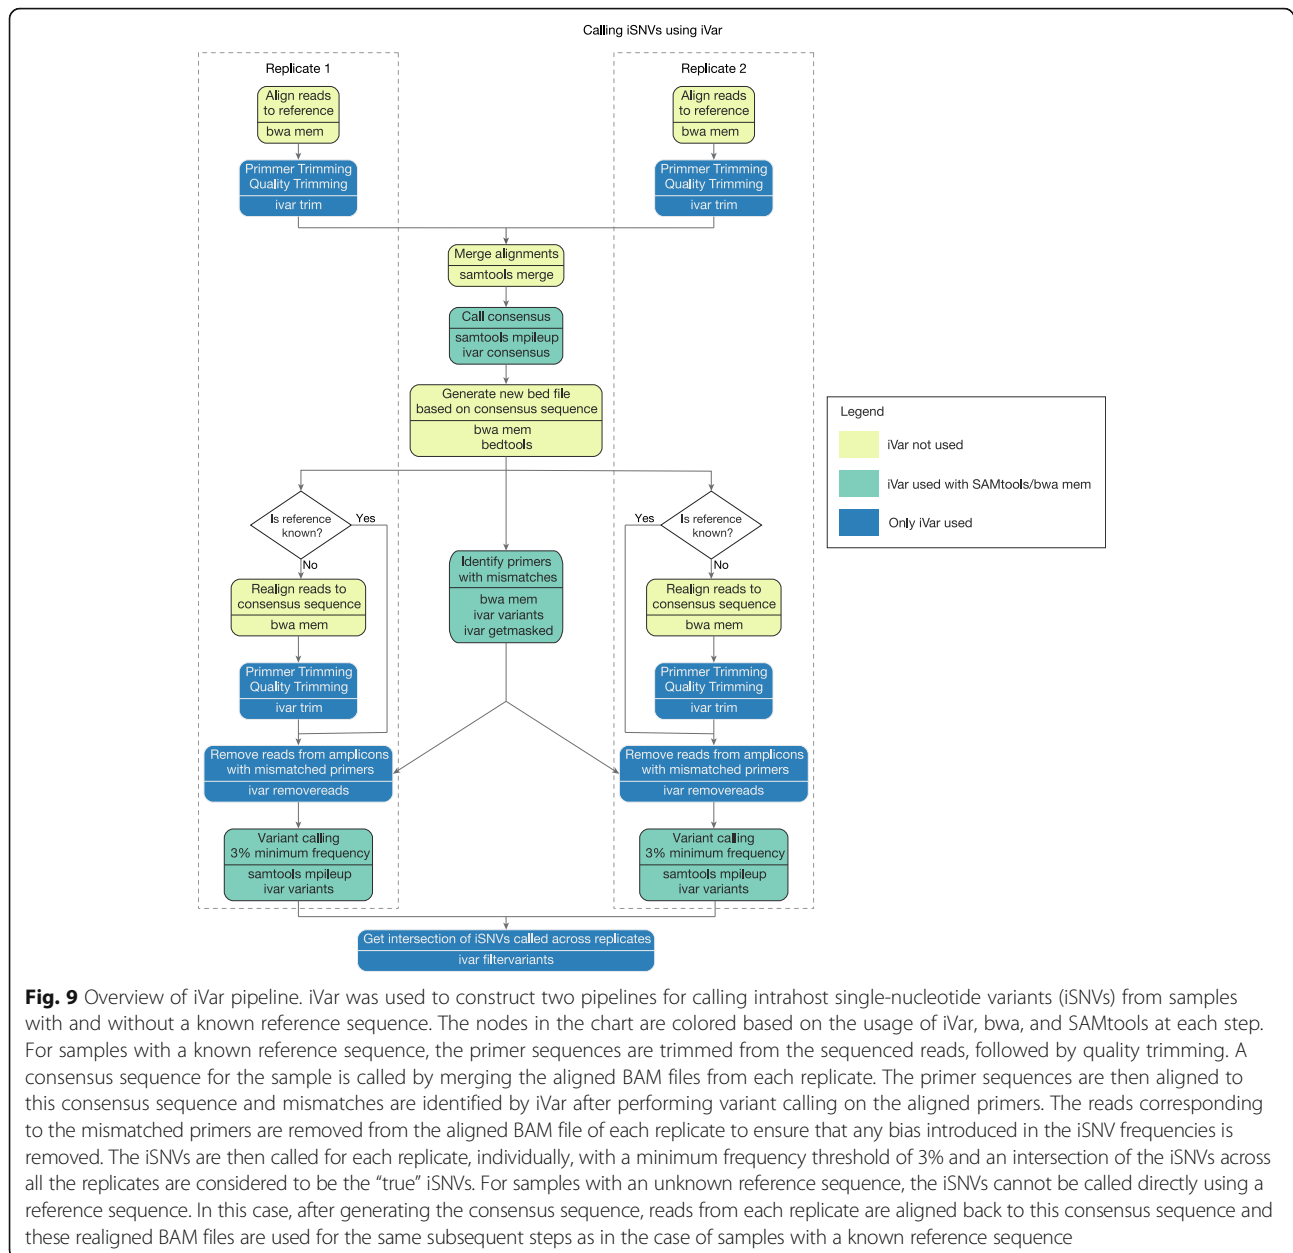 Calling iSNVs using iVar
Replicate 1
Replicate 2
Align reads
to reference
bwa mem
Align reads
to reference
bwa mem
Primmer Trimming
Quality Trimming
ivar trim
Primmer Trimming
Quality Trimming
ivar trim
Merge alignments
samtools merge
Call consensus
samtools mpileup
ivar consensus
Generate new bed file
based on consensus sequence
bwa mem
bedtools
Legend
iVar not used
iVar used with SAMtools/bwa mem
Only iVar used
Is reference
known?
Yes
No
Yes
Is reference
known?
No
Identify primers
with mismatches
bwa mem
ivar variants
ivar getmasked
Realign reads to
consensus sequence
bwa mem
Realign reads to
consensus sequence
bwa mem
Primmer Trimming
Quality Trimming
ivar trim
Primmer Trimming
Quality Trimming
ivar trim
Remove reads from amplicons
with mismatched primers
ivar removereads
Remove reads from amplicons
with mismatched primers
ivar removereads
Variant calling
3% minimum frequency
samtools mpileup
ivar variants
Variant calling
3% minimum frequency
samtools mpileup
ivar variants
Get intersection of iSNVs called across replicates
ivar filtervariants
Fig. 9 Overview of iVar pipeline. iVar was used to construct two pipelines for calling intrahost single-nucleotide variants (iSNVs) from samples
with and without a known reference sequence. The nodes in the chart are colored based on the usage of iVar, bwa, and SAMtools at each step.
For samples with a known reference sequence, the primer sequences are trimmed from the sequenced reads, followed by quality trimming. A
consensus sequence for the sample is called by merging the aligned BAM files from each replicate. The primer sequences are then aligned to
this consensus sequence and mismatches are identified by iVar after performing variant calling on the aligned primers. The reads corresponding
to the mismatched primers are removed from the aligned BAM file of each replicate to ensure that any bias introduced in the iSNV frequencies is
removed. The iSNVs are then called for each replicate, individually, with a minimum frequency threshold of 3% and an intersection of the iSNVs across
all the replicates are considered to be the “true” iSNVs. For samples with an unknown reference sequence, the iSNVs cannot be called directly using a
reference sequence. In this case, after generating the consensus sequence, reads from each replicate are aligned back to this consensus sequence and
these realigned BAM files are used for the same subsequent steps as in the case of samples with a known reference sequence